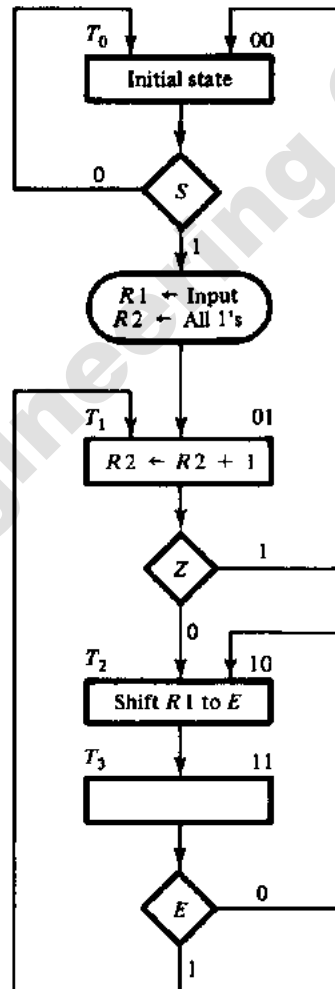 T0 00
Initial state
0
S
1
R1 ← Input
R2 ← All 1's
T1 01
R2 ← R2 + 1
Z 1
0
T2 10
Shift R1 to E
T3 11
E 0
1